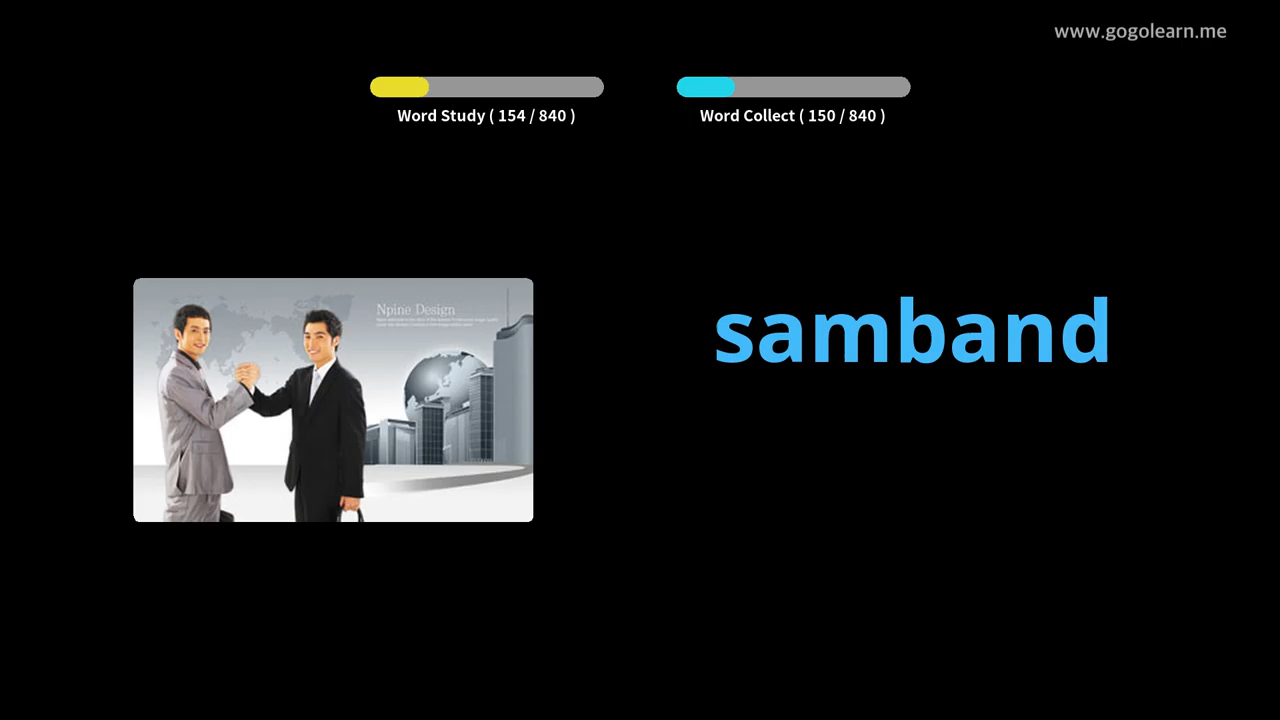 www.gogolearn.me
Word Study ( 154 / 840 )
Word Collect ( 150 / 840 )
Npine Design
samband